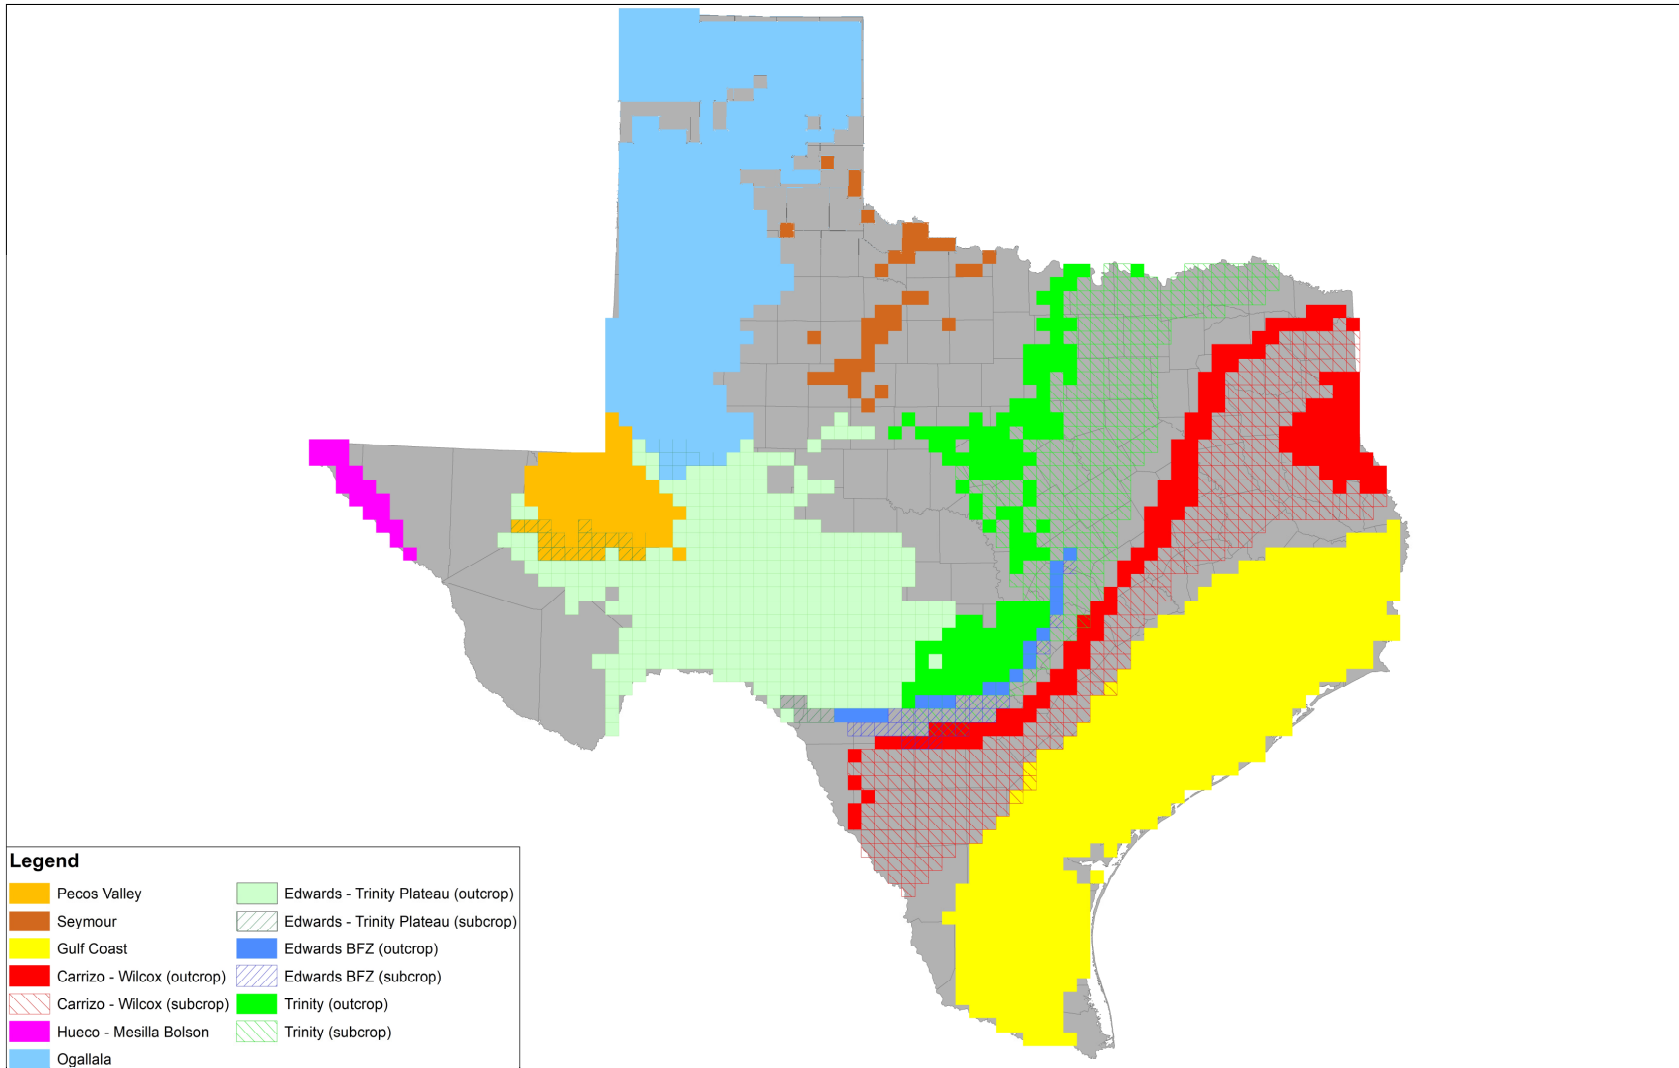 Legend
Pecos Valley
Seymour
Gulf Coast
Carrizo - Wilcox (outcrop)
Carrizo - Wilcox (subcrop)
Hueco - Mesilla Bolson
Ogallala
Edwards - Trinity Plateau (outcrop)
Edwards - Trinity Plateau (subcrop)
Edwards BFZ (outcrop)
Edwards BFZ (subcrop)
Trinity (outcrop)
Trinity (subcrop)